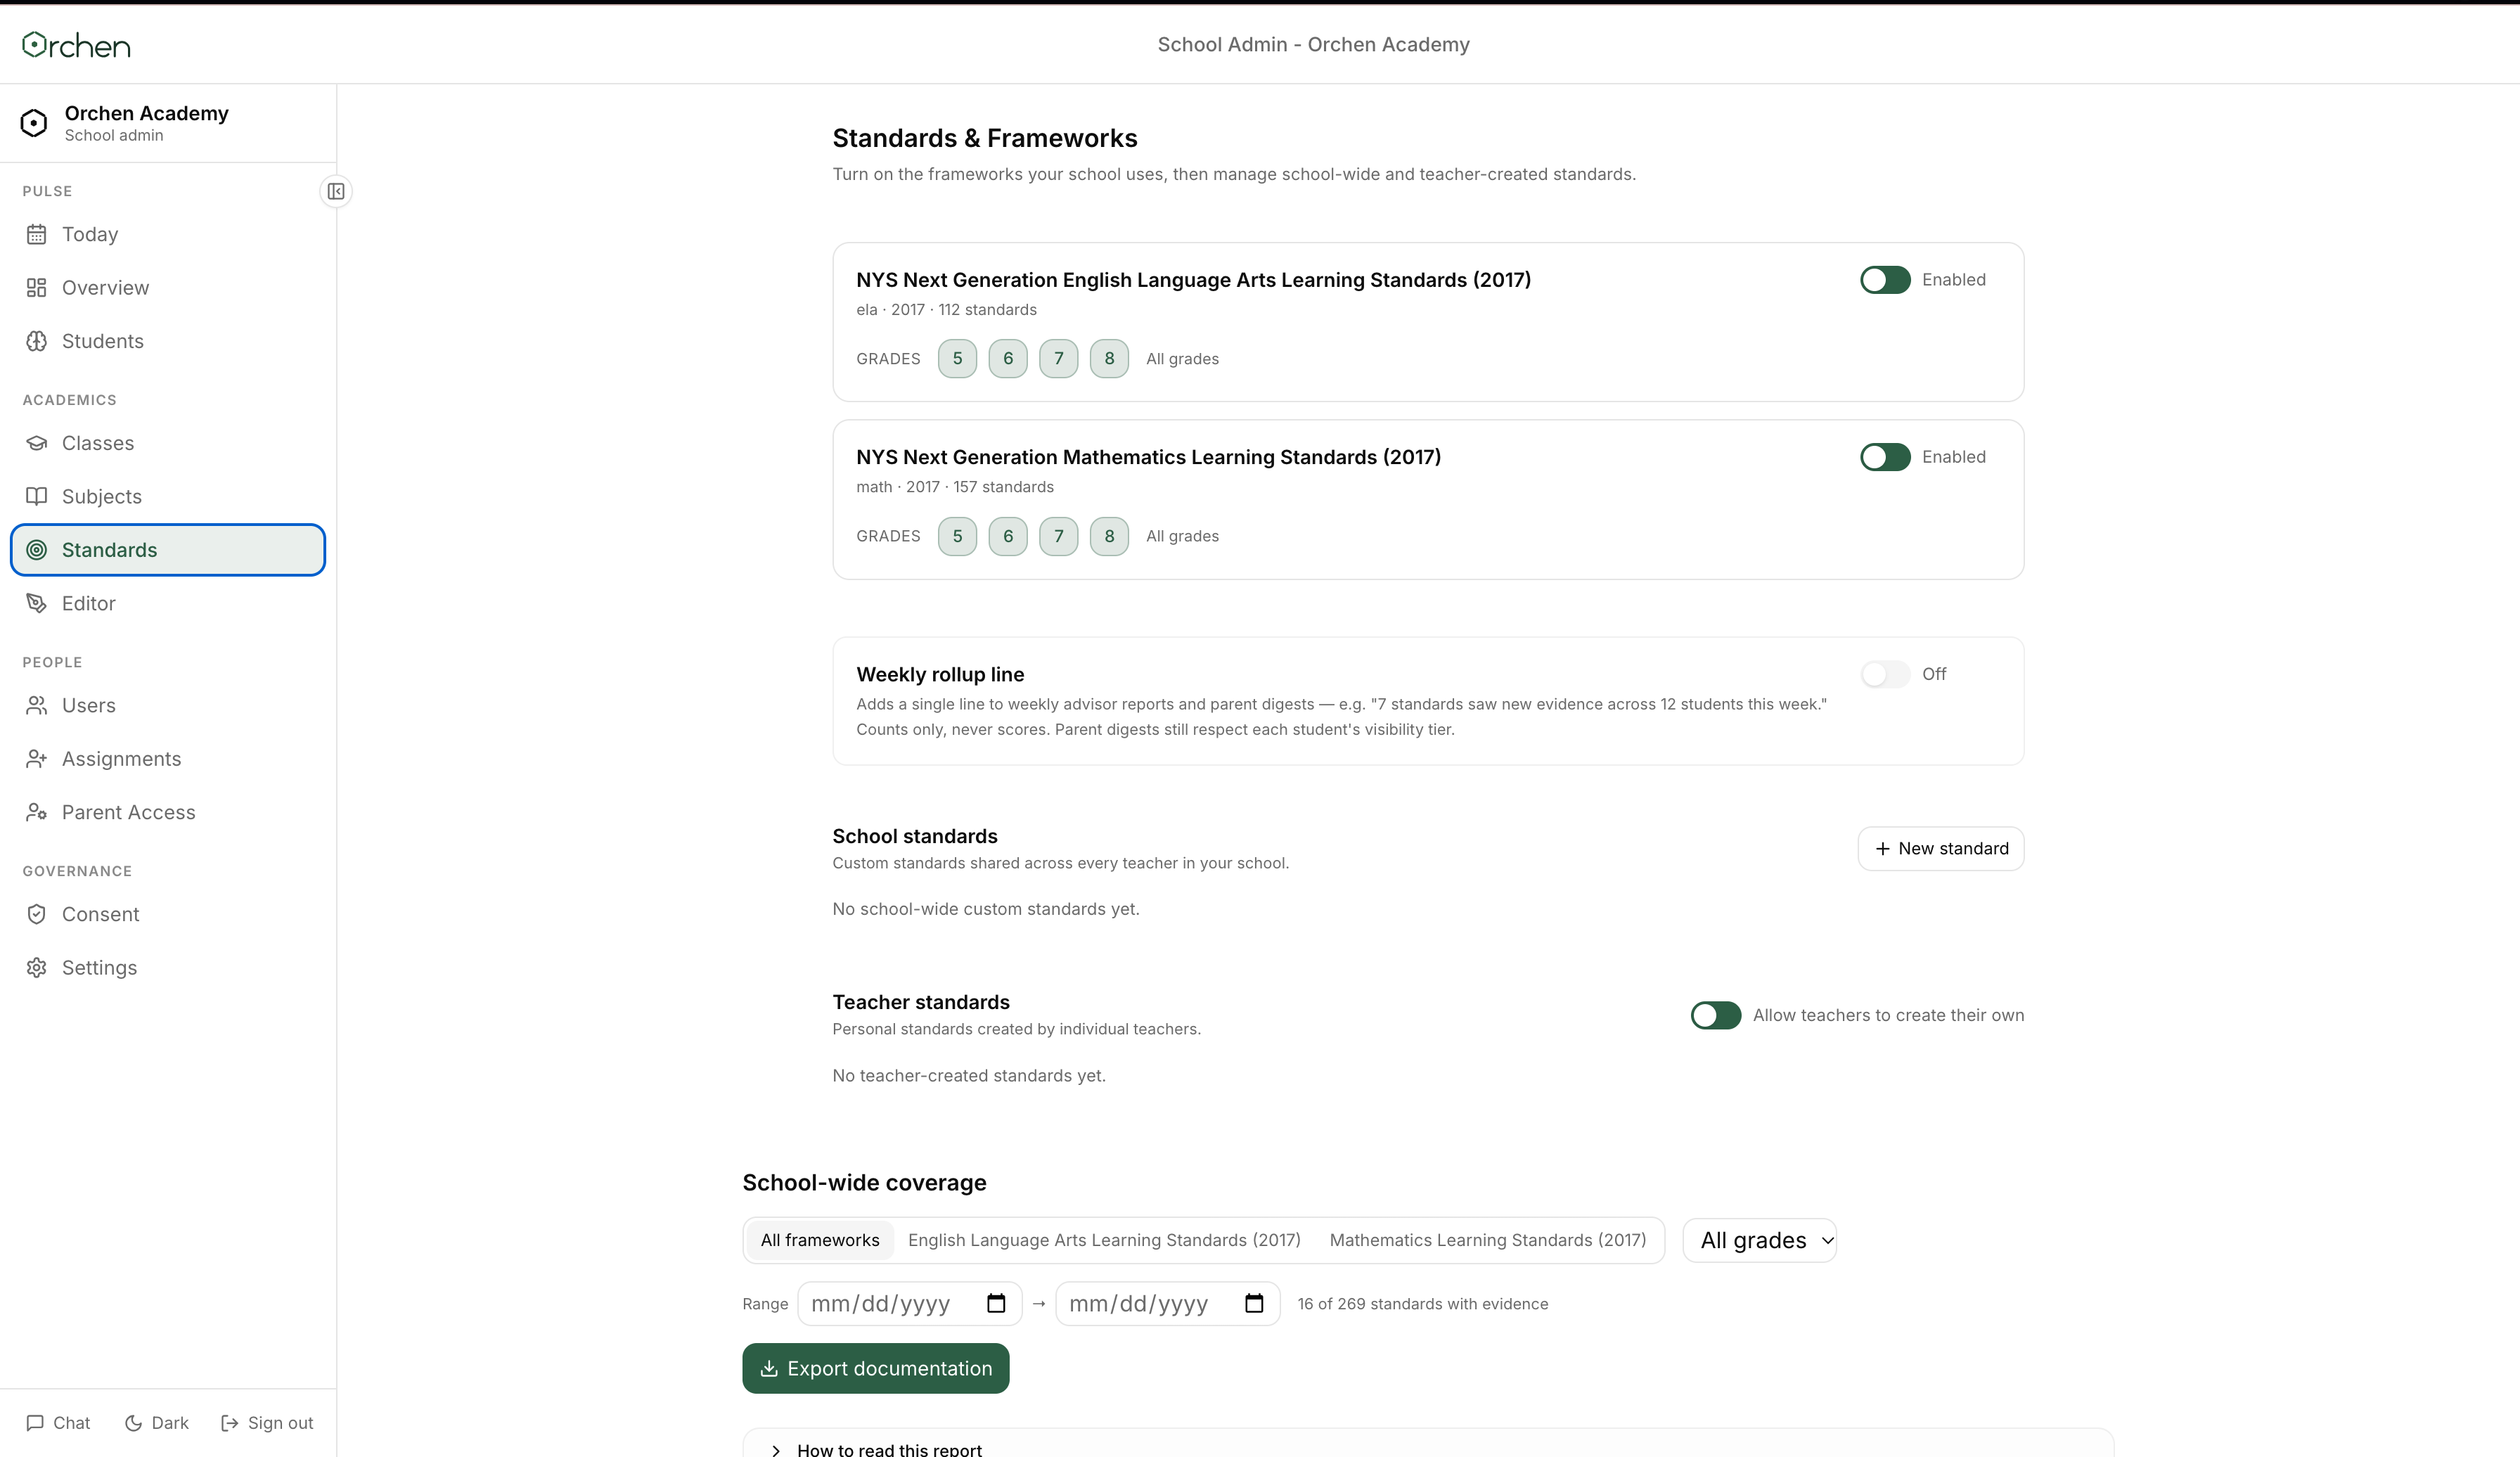 Orchen
School Admin - Orchen Academy
Orchen Academy
School admin
PULSE
Today
Overview
Students
ACADEMICS
Classes
Subjects
Standards
Editor
PEOPLE
Users
Assignments
Parent Access
GOVERNANCE
Consent
Settings
Chat
Dark
Sign out
Standards & Frameworks
Turn on the frameworks your school uses, then manage school-wide and teacher-created standards.
NYS Next Generation English Language Arts Learning Standards (2017)
Enabled
ela · 2017 · 112 standards
GRADES 5 6 7 8 All grades
NYS Next Generation Mathematics Learning Standards (2017)
Enabled
math · 2017 · 157 standards
GRADES 5 6 7 8 All grades
Weekly rollup line
Off
Adds a single line to weekly advisor reports and parent digests — e.g. "7 standards saw new evidence across 12 students this week."
Counts only, never scores. Parent digests still respect each student's visibility tier.
School standards
Custom standards shared across every teacher in your school.
+ New standard
No school-wide custom standards yet.
Teacher standards
Personal standards created by individual teachers.
Allow teachers to create their own
No teacher-created standards yet.
School-wide coverage
All frameworks English Language Arts Learning Standards (2017) Mathematics Learning Standards (2017) All grades
Range mm/dd/yyyy → mm/dd/yyyy 16 of 269 standards with evidence
Export documentation
How to read this report